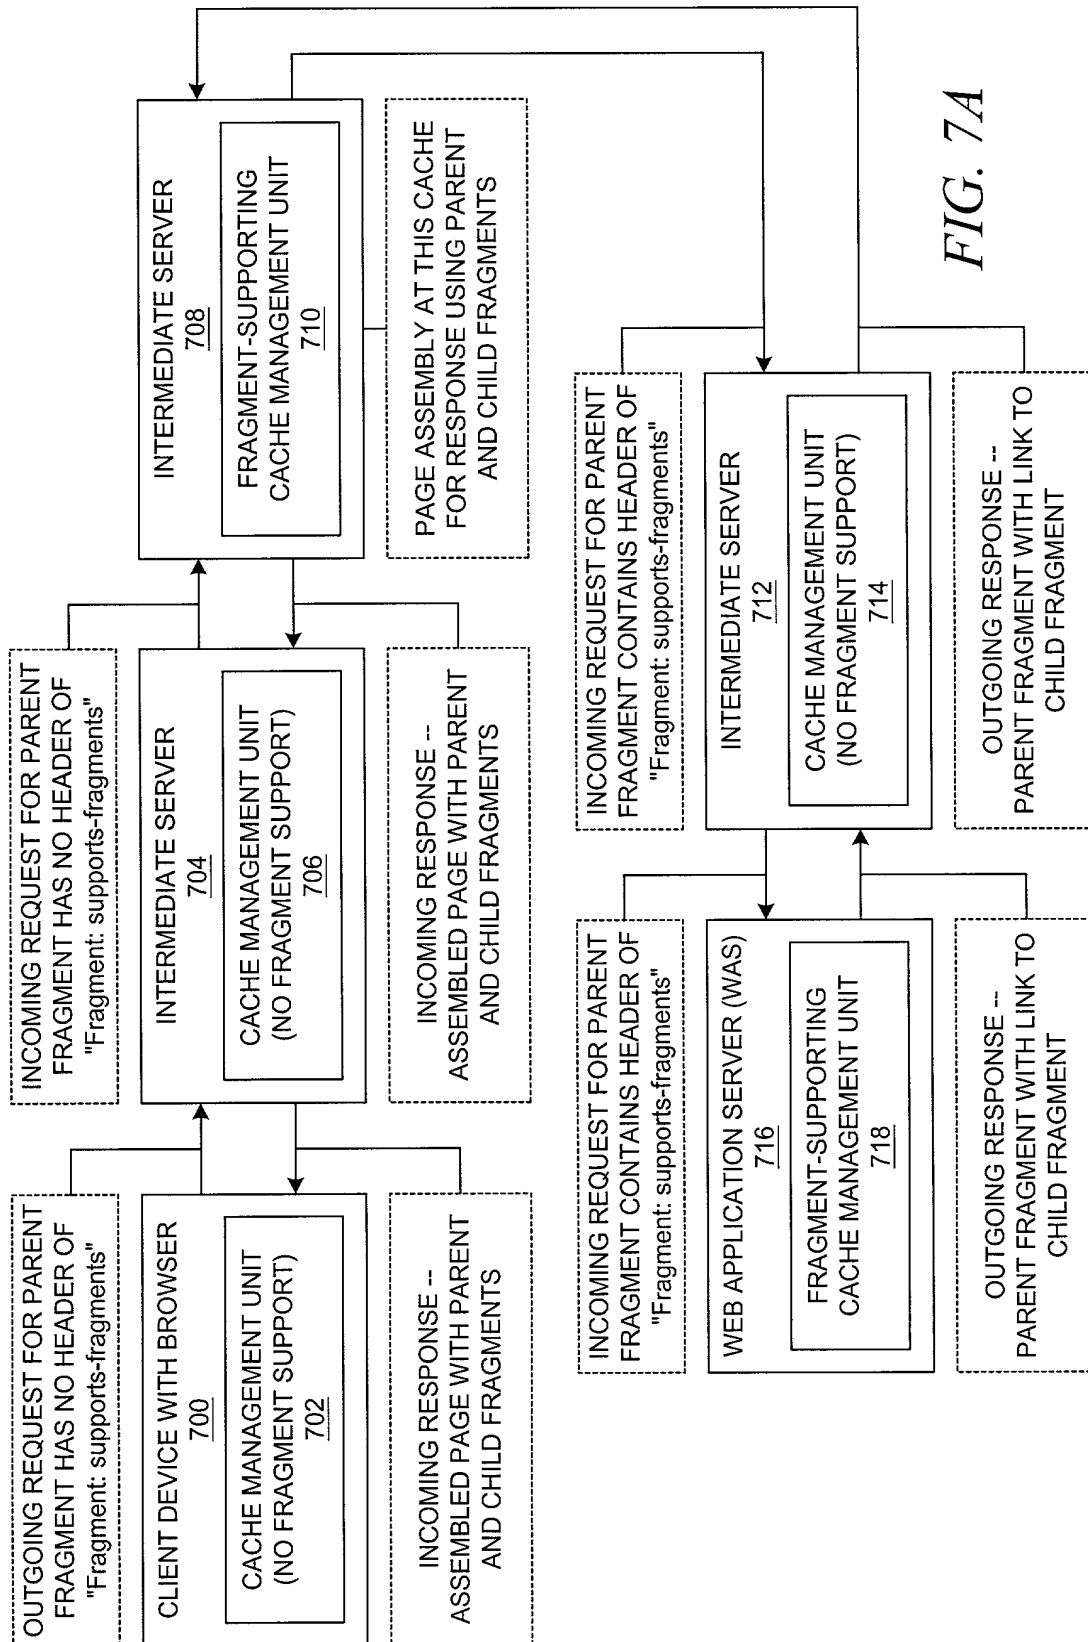 OUTGOING REQUEST FOR PARENT
FRAGMENT HAS NO HEADER OF
"Fragment: supports-fragments"
CLIENT DEVICE WITH BROWSER
700
CACHE MANAGEMENT UNIT
(NO FRAGMENT SUPPORT)
702
INCOMING RESPONSE --
ASSEMBLED PAGE WITH PARENT
AND CHILD FRAGMENTS
INCOMING REQUEST FOR PARENT
FRAGMENT HAS NO HEADER OF
"Fragment: supports-fragments"
INTERMEDIATE SERVER
704
CACHE MANAGEMENT UNIT
(NO FRAGMENT SUPPORT)
706
INCOMING RESPONSE --
ASSEMBLED PAGE WITH PARENT
AND CHILD FRAGMENTS
INTERMEDIATE SERVER
708
FRAGMENT-SUPPORTING
CACHE MANAGEMENT UNIT
710
PAGE ASSEMBLY AT THIS CACHE
FOR RESPONSE USING PARENT
AND CHILD FRAGMENTS
INCOMING REQUEST FOR PARENT
FRAGMENT CONTAINS HEADER OF
"Fragment: supports-fragments"
WEB APPLICATION SERVER (WAS)
716
FRAGMENT-SUPPORTING
CACHE MANAGEMENT UNIT
718
OUTGOING RESPONSE --
PARENT FRAGMENT WITH LINK TO
CHILD FRAGMENT
INCOMING REQUEST FOR PARENT
FRAGMENT CONTAINS HEADER OF
"Fragment: supports-fragments"
INTERMEDIATE SERVER
712
CACHE MANAGEMENT UNIT
(NO FRAGMENT SUPPORT)
714
OUTGOING RESPONSE --
PARENT FRAGMENT WITH LINK TO
CHILD FRAGMENT
FIG. 7A